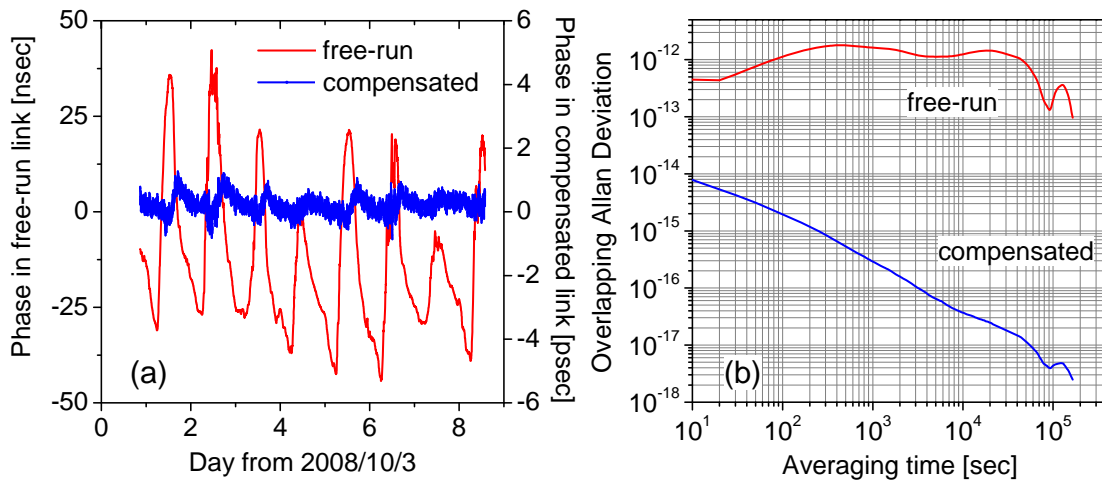 Phase in free-run link [nsec]
50
25
0
-25
-50
free-run
compensated
(a)
6
4
2
0
-2
-4
-6
Phase in compensated link [psec]
0 2 4 6 8
Day from 2008/10/3
Overlapping Allan Deviation
10^-12
10^-13
10^-14
10^-15
10^-16
10^-17
10^-18
free-run
compensated
(b)
10^1 10^2 10^3 10^4 10^5
Averaging time [sec]